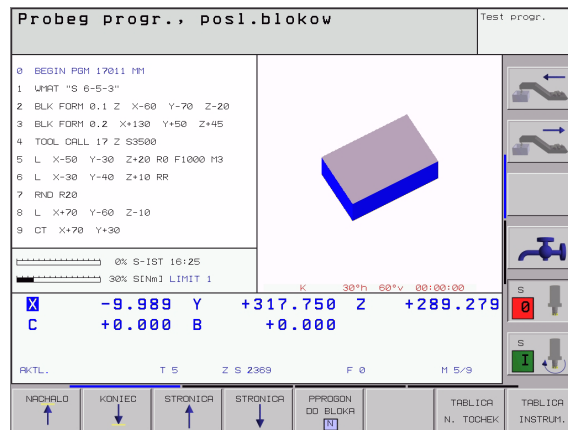 Probeg progr., posl.blokow
Test progr.
0 BEGIN PGM 17011 MM
1 WMAT "S 6-5-3"
2 BLK FORM 0.1 Z X-60 Y-70 Z-20
3 BLK FORM 0.2 X+130 Y+50 Z+45
4 TOOL CALL 17 Z S3500
5 L X-50 Y-30 Z+20 R0 F1000 M3
6 L X-30 Y-40 Z+10 RR
7 RND R20
8 L X+70 Y-60 Z-10
9 CT X+70 Y+30
0% S-IST 16:25
30% S[Nm] LIMIT 1
K 30°h 60°v 00:00:00
X -9.989 Y +317.750 Z +289.279
C +0.000 B +0.000
AKTL. T 5 Z S 2369 F 0 M 5/9
S
0
S
I
NACHALO KONIEC STRONICA STRONICA PPROGON DO BLOKA N TABLICA N. TOCHEK TABLICA INSTRUM.